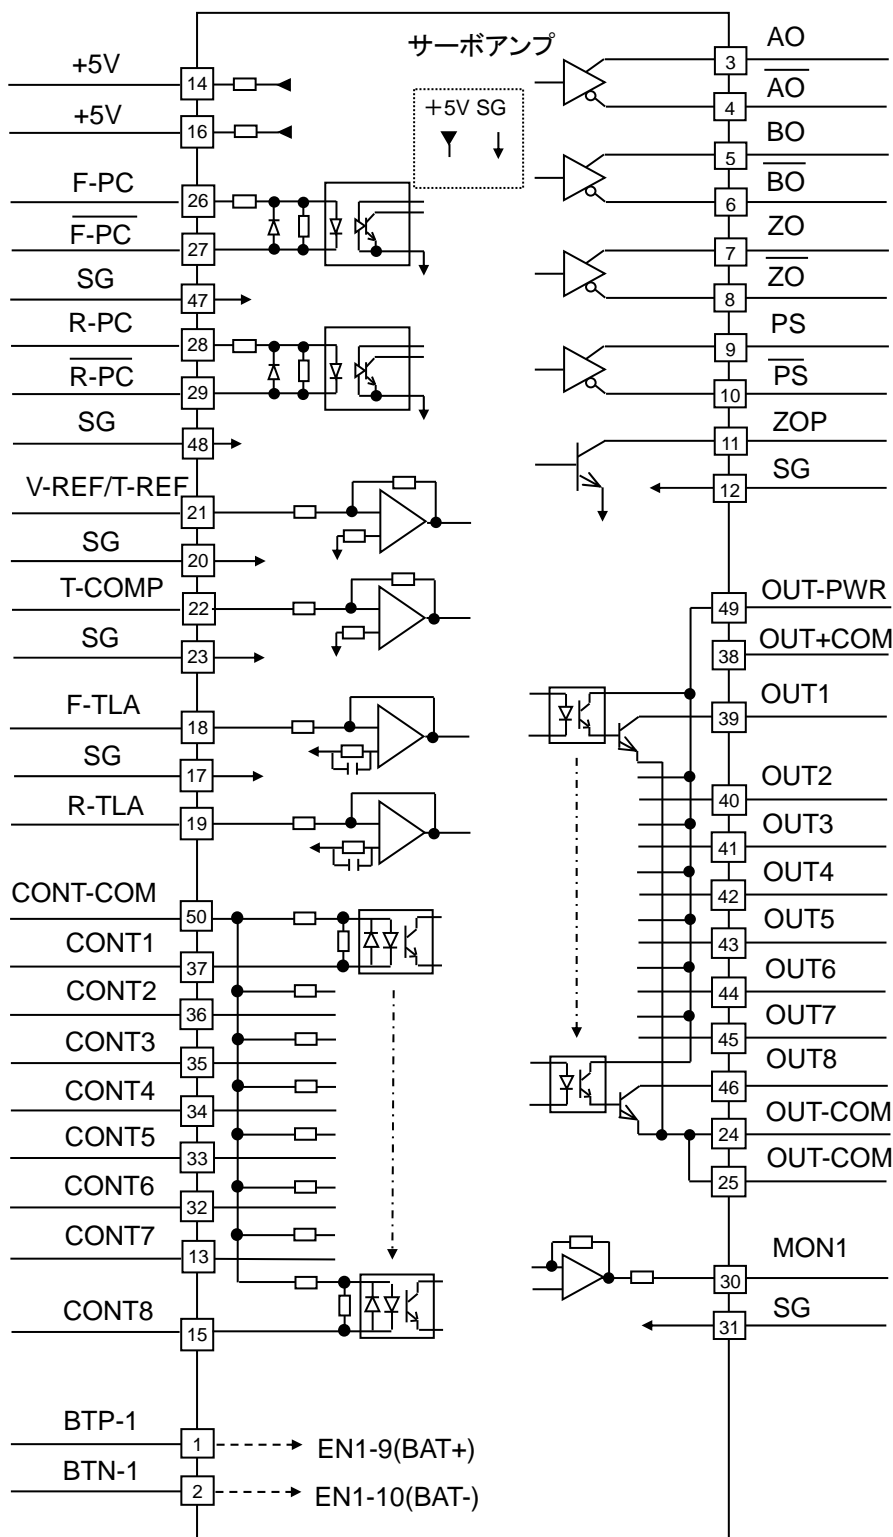 サーボアンプ
+5V SG
+5V 14
+5V 16
F-PC 26
F-PC 27
SG 47
R-PC 28
R-PC 29
SG 48
V-REF/T-REF 21
SG 20
T-COMP 22
SG 23
F-TLA 18
SG 17
R-TLA 19
CONT-COM 50
CONT1 37
CONT2 36
CONT3 35
CONT4 34
CONT5 33
CONT6 32
CONT7 13
CONT8 15
BTP-1 1 EN1-9(BAT+)
BTN-1 2 EN1-10(BAT-)
3 AO
4 AO
5 BO
6 BO
7 ZO
8 ZO
9 PS
10 PS
11 ZOP
12 SG
49 OUT-PWR
38 OUT+COM
39 OUT1
40 OUT2
41 OUT3
42 OUT4
43 OUT5
44 OUT6
45 OUT7
46 OUT8
24 OUT-COM
25 OUT-COM
30 MON1
31 SG